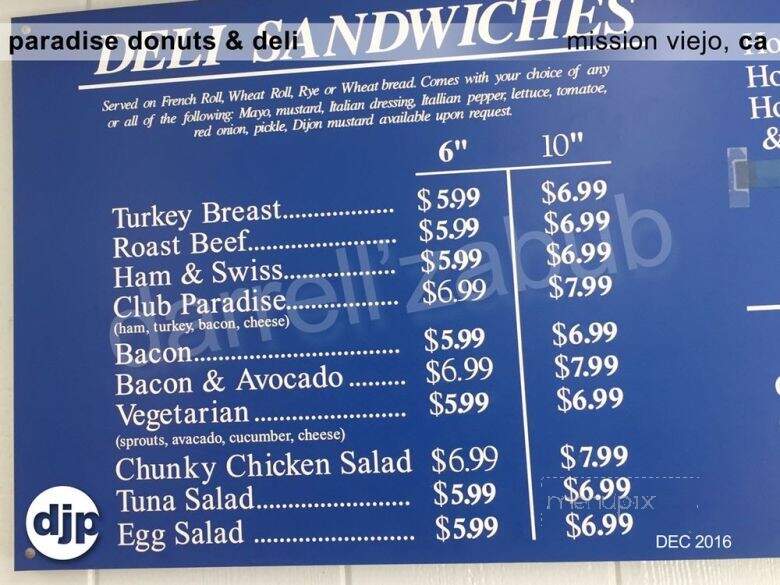 paradise donuts & deli
mission viejo, ca
DELI SANDWICHES
Served on French Roll, Wheat Roll, Rye or Wheat bread. Comes with your choice of any
or all of the following: Mayo, mustard, Italian dressing, Itallian pepper, lettuce, tomatoe,
red onion, pickle, Dijon mustard available upon request.
6" 10"
Turkey Breast.................. $5.99 $6.99
Roast Beef........................ $5.99 $6.99
Ham & Swiss.................. $5.99 $6.99
Club Paradise.................. $6.99 $7.99
(ham, turkey, bacon, cheese)
Bacon................................. $5.99 $6.99
Bacon & Avocado ......... $6.99 $7.99
Vegetarian ........................ $5.99 $6.99
(sprouts, avacado, cucumber, cheese)
Chunky Chicken Salad $6.99 $7.99
Tuna Salad........................ $5.99 $6.99
Egg Salad ......................... $5.99 $6.99
Ho
Ho
&
darrell'zabub
menupix
djp
DEC 2016